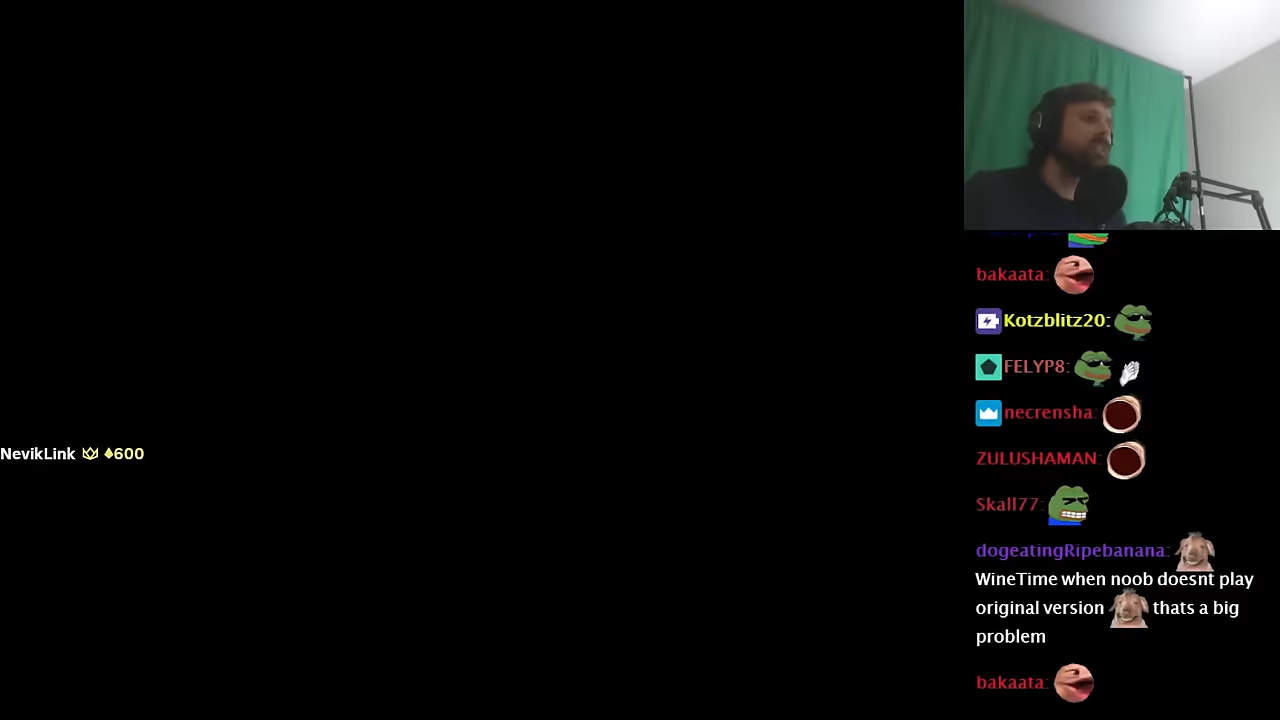 bakaata:
Kotzblitz20:
FELYP8:
necrensha:
NevikLink 600
ZULUSHAMAN:
Skall77:
dogeatingRipebanana:
WineTime when noob doesnt play
original version thats a big
problem
bakaata: